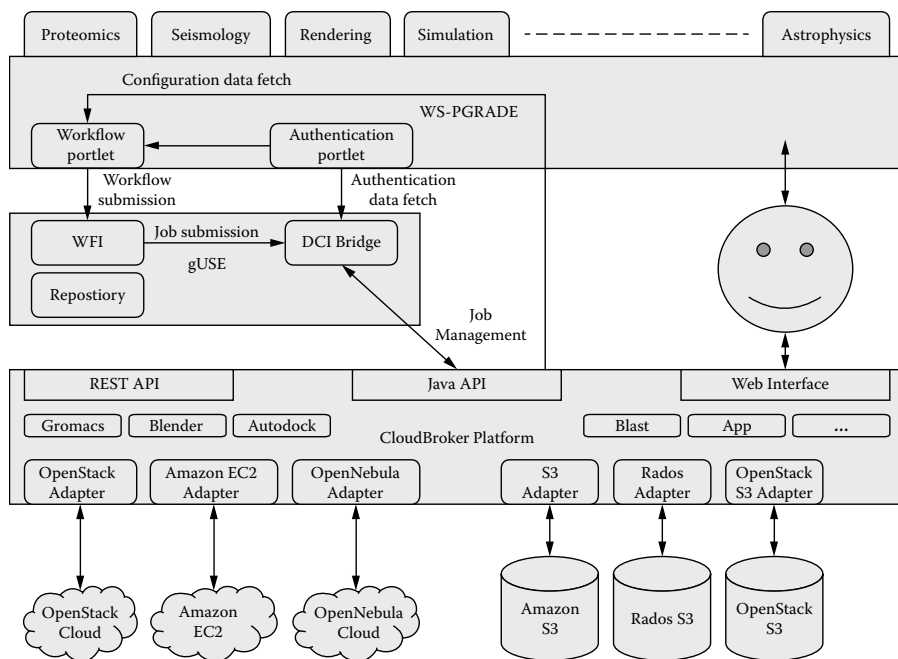 Proteomics
Seismology
Rendering
Simulation
Astrophysics
Configuration data fetch
WS-PGRADE
Workflow
portlet
Authentication
portlet
Workflow
submission
Authentication
data fetch
WFI
Job submission
DCI Bridge
gUSE
Repostiory
Job
Management
REST API
Java API
Web Interface
Gromacs
Blender
Autodock
CloudBroker Platform
Blast
App
...
OpenStack
Adapter
Amazon EC2
Adapter
OpenNebula
Adapter
S3
Adapter
Rados
Adapter
OpenStack
S3 Adapter
OpenStack
Cloud
Amazon
EC2
OpenNebula
Cloud
Amazon
S3
Rados S3
OpenStack
S3